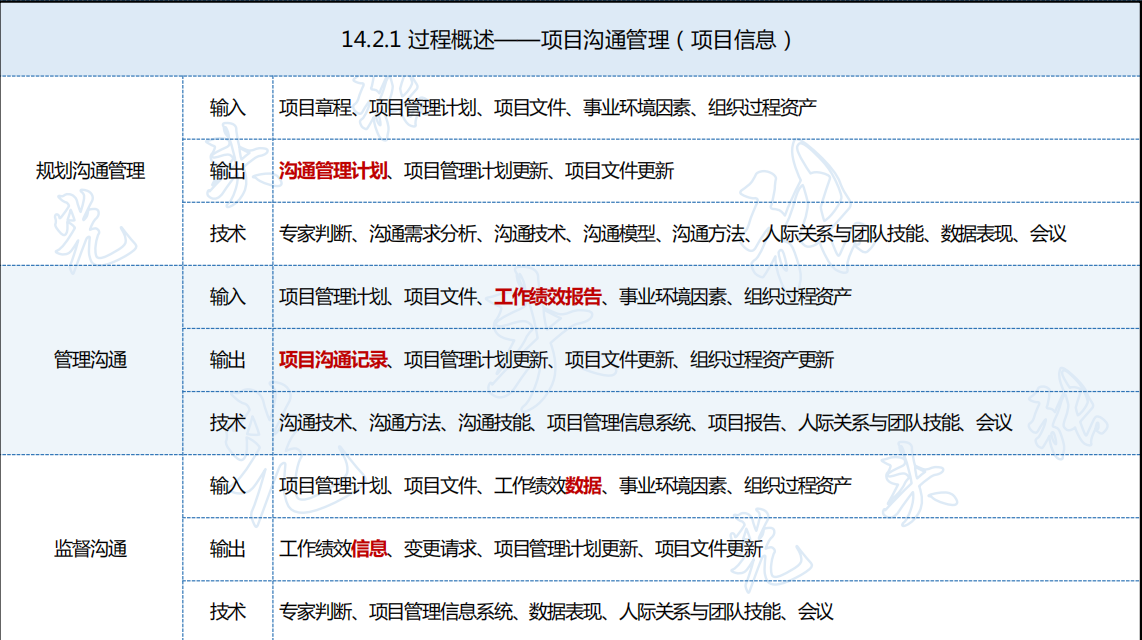 14.2.1 过程概述——项目沟通管理（项目信息）
规划沟通管理
输入
项目章程、项目管理计划、项目文件、事业环境因素、组织过程资产
输出
沟通管理计划、项目管理计划更新、项目文件更新
技术
专家判断、沟通需求分析、沟通技术、沟通模型、沟通方法、人际关系与团队技能、数据表现、会议
管理沟通
输入
项目管理计划、项目文件、工作绩效报告、事业环境因素、组织过程资产
输出
项目沟通记录、项目管理计划更新、项目文件更新、组织过程资产更新
技术
沟通技术、沟通方法、沟通技能、项目管理信息系统、项目报告、人际关系与团队技能、会议
监督沟通
输入
项目管理计划、项目文件、工作绩效数据、事业环境因素、组织过程资产
输出
工作绩效信息、变更请求、项目管理计划更新、项目文件更新
技术
专家判断、项目管理信息系统、数据表现、人际关系与团队技能、会议